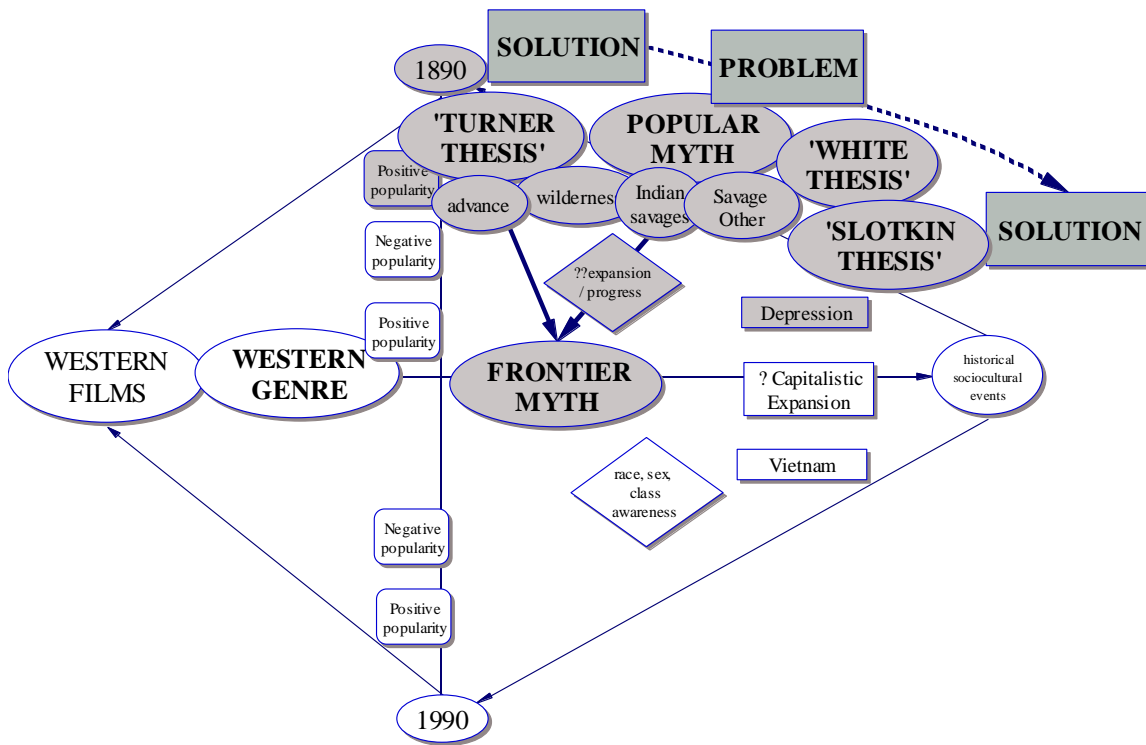 SOLUTION
PROBLEM
1890
'TURNER
THESIS'
POPULAR
MYTH
'WHITE
THESIS'
Positive
popularity
advance
wildernes
Indian
savages
Savage
Other
'SLOTKIN
THESIS'
SOLUTION
Negative
popularity
??expansion
/ progress
Positive
popularity
Depression
WESTERN
FILMS
WESTERN
GENRE
FRONTIER
MYTH
? Capitalistic
Expansion
historical
sociocultural
events
race, sex,
class
awareness
Vietnam
Negative
popularity
Positive
popularity
1990